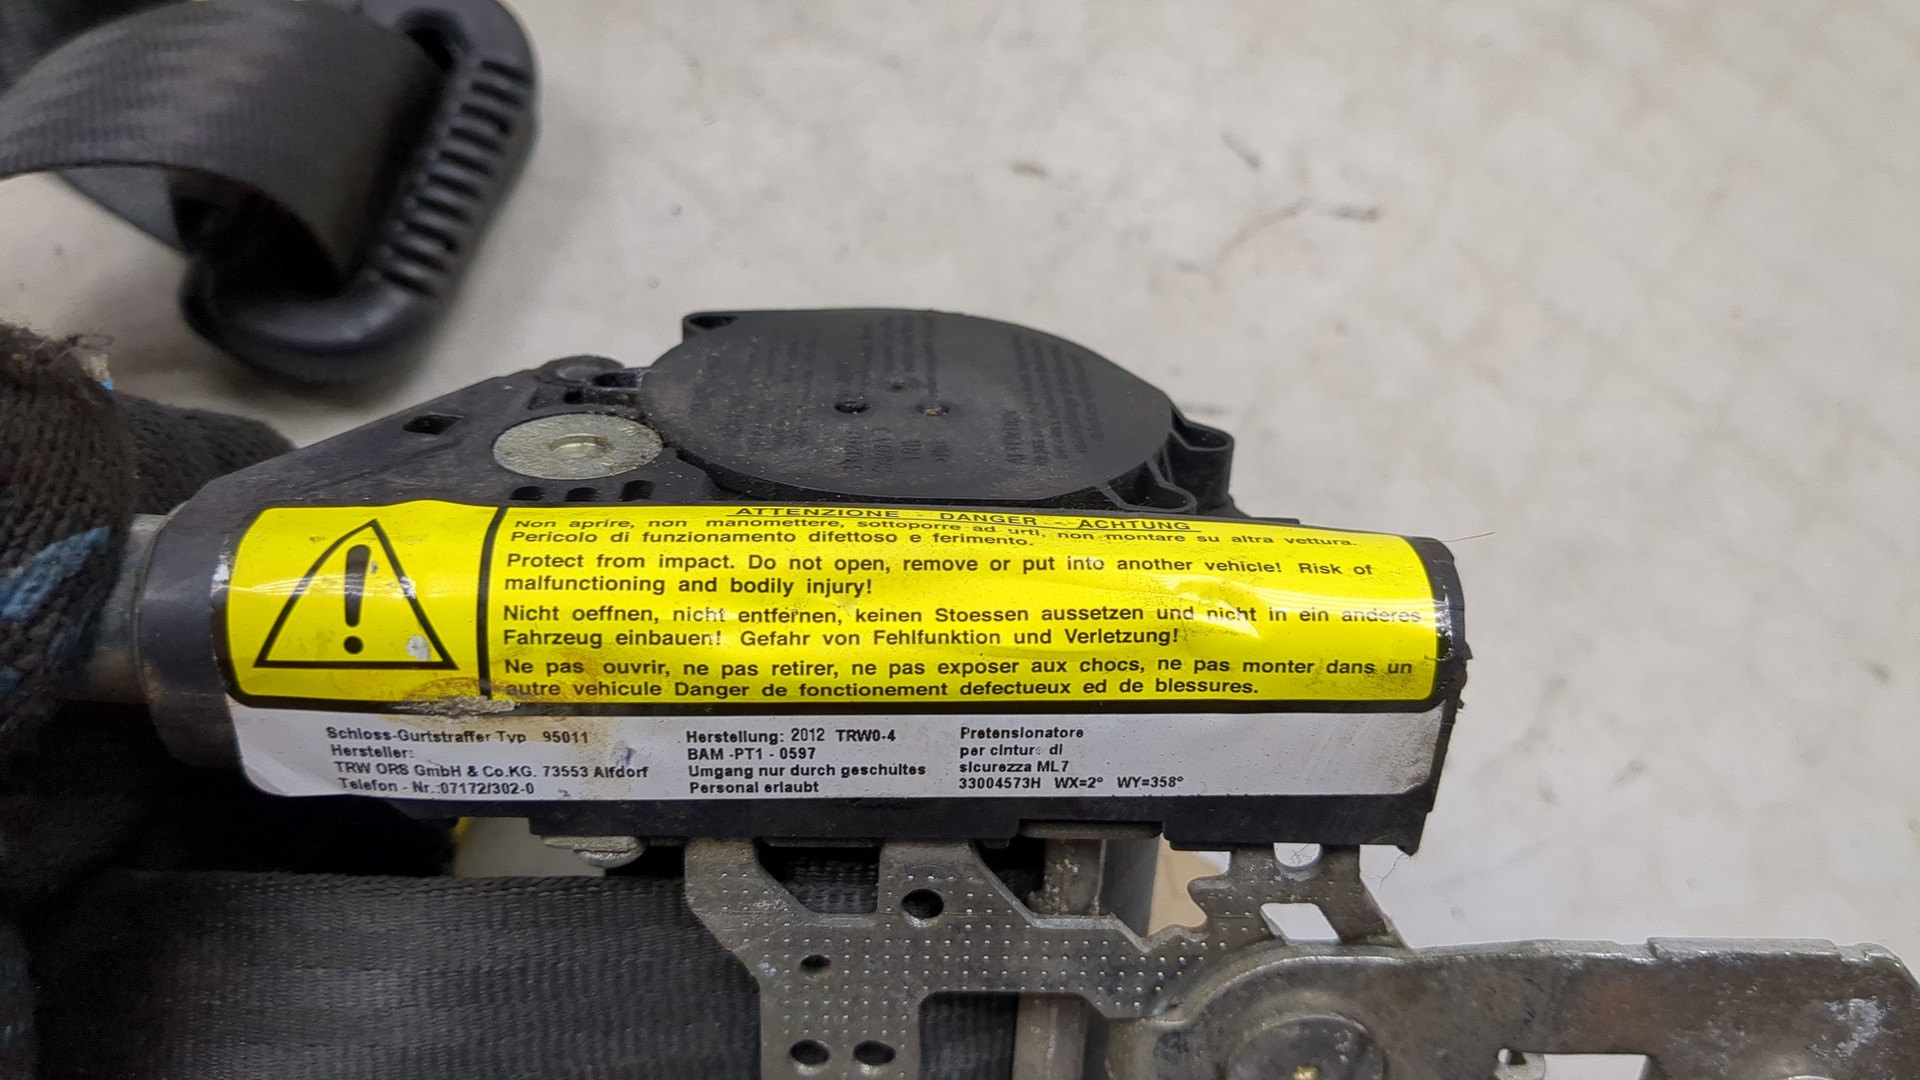 ATTENZIONE - DANGER - ACHTUNG
Non aprire, non manomettere, sottoporre ad urti, non montare su altra vettura.
Pericolo di funzionamento difettoso e ferimento.
Protect from impact. Do not open, remove or put into another vehicle! Risk of
malfunctioning and bodily injury!
Nicht oeffnen, nicht entfernen, keinen Stoessen aussetzen und nicht in ein anderes
Fahrzeug einbauen! Gefahr von Fehlfunktion und Verletzung!
Ne pas ouvrir, ne pas retirer, ne pas exposer aux chocs, ne pas monter dans un
autre vehicule Danger de fonctionement defectueux ed de blessures.
Schloss-Gurtstraffer Typ 95011
Hersteller:
TRW ORS GmbH & Co.KG. 73553 Alfdorf
Telefon - Nr.:07172/302-0
Herstellung: 2012 TRW0-4
BAM -PT1 - 0597
Umgang nur durch geschultes
Personal erlaubt
Pretensionatore
per cintura di
sicurezza ML7
33004573H WX=2° WY=358°